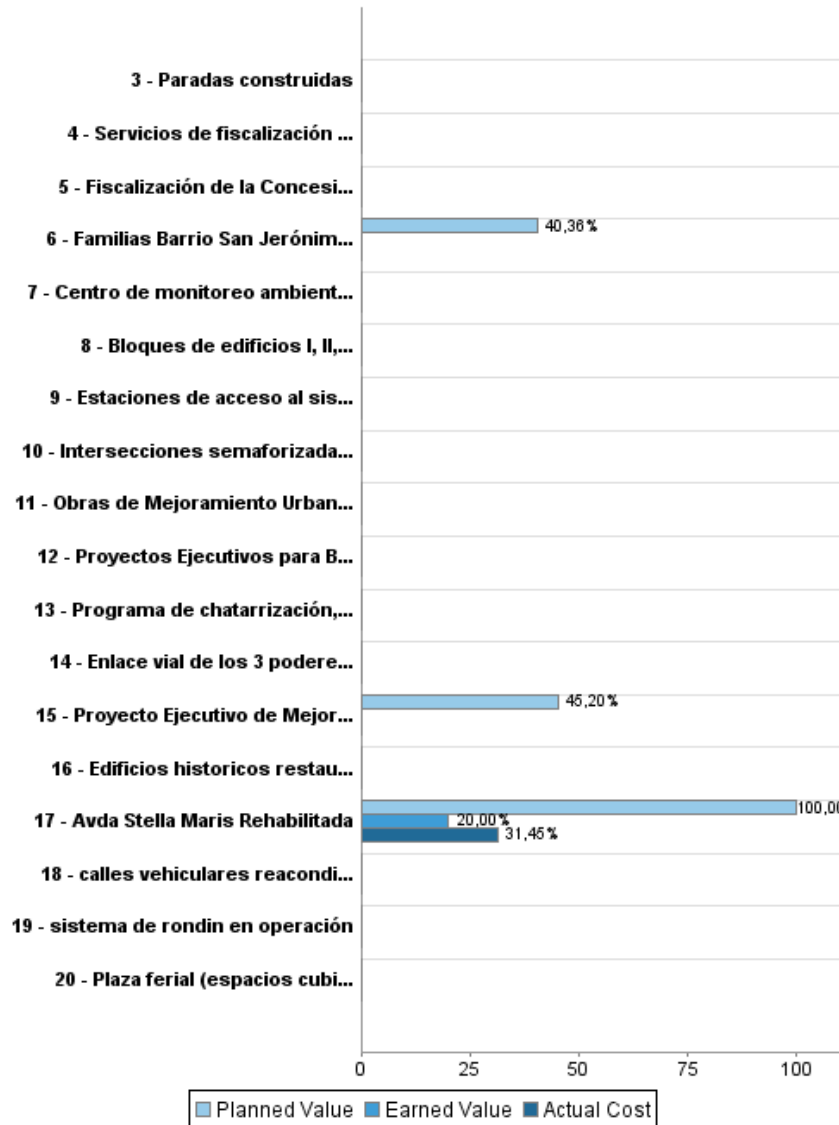 3 - Paradas construidas
4 - Servicios de fiscalización ...
5 - Fiscalización de la Concesi...
6 - Familias Barrio San Jerónim...
40,36%
7 - Centro de monitoreo ambient...
8 - Bloques de edificios I, II,...
9 - Estaciones de acceso al sis...
10 - Intersecciones semaforizada...
11 - Obras de Mejoramiento Urban...
12 - Proyectos Ejecutivos para B...
13 - Programa de chatarrización,...
14 - Enlace vial de los 3 podere...
15 - Proyecto Ejecutivo de Mejor...
45,20%
16 - Edificios historicos restau...
17 - Avda Stella Maris Rehabilitada
100,00
20,00%
31,45%
18 - calles vehiculares reacondi...
19 - sistema de rondin en operación
20 - Plaza ferial (espacios cubi...
0 25 50 75 100
Planned Value Earned Value Actual Cost